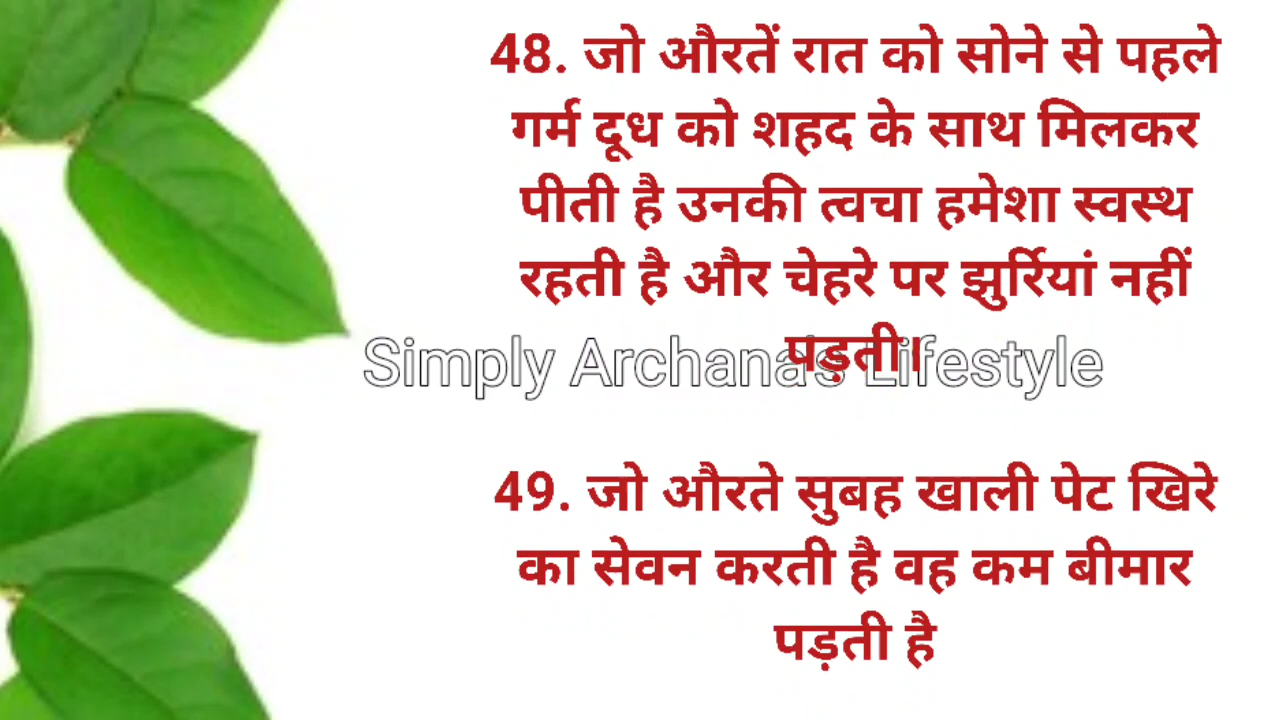 48. जो औरतें रात को सोने से पहले
गर्म दूध को शहद के साथ मिलकर
पीती है उनकी त्वचा हमेशा स्वस्थ
रहती है और चेहरे पर झुर्रियां नहीं
पड़ती।
Simply Archana's Lifestyle
49. जो औरते सुबह खाली पेट खिरे
का सेवन करती है वह कम बीमार
पड़ती है